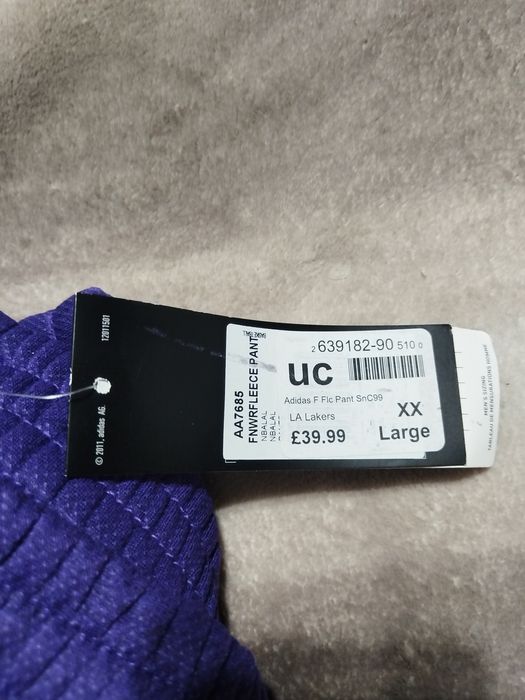 2 639182-90 510 0
uc
Adidas F Flc Pant SnC99
LA Lakers
£39.99
XX
Large
AA7685
FNWRFLEECE PANT
NBALAL
NBALAL
12011501
© 2011, adidas AG.
MEN'S SIZING
TABLEAU DE MENSURATIONS HOMME